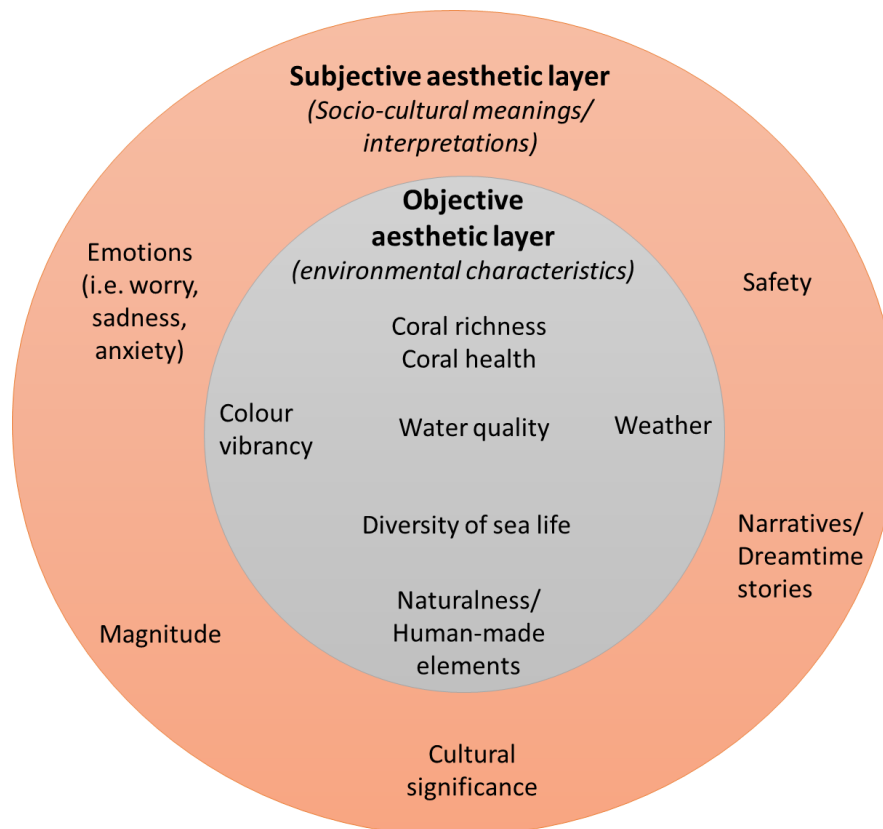 Subjective aesthetic layer
(Socio-cultural meanings/
interpretations)
Objective
aesthetic layer
(environmental characteristics)
Emotions
(i.e. worry,
sadness,
anxiety)
Safety
Coral richness
Coral health
Colour
vibrancy
Water quality
Weather
Diversity of sea life
Narratives/
Dreamtime
stories
Naturalness/
Human-made
elements
Magnitude
Cultural
significance